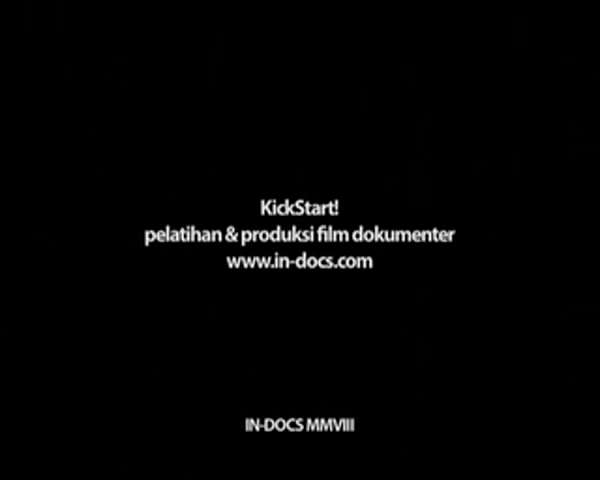 KickStart!
pelatihan & produksi film dokumenter
www.in-docs.com
IN-DOCS MMVIII